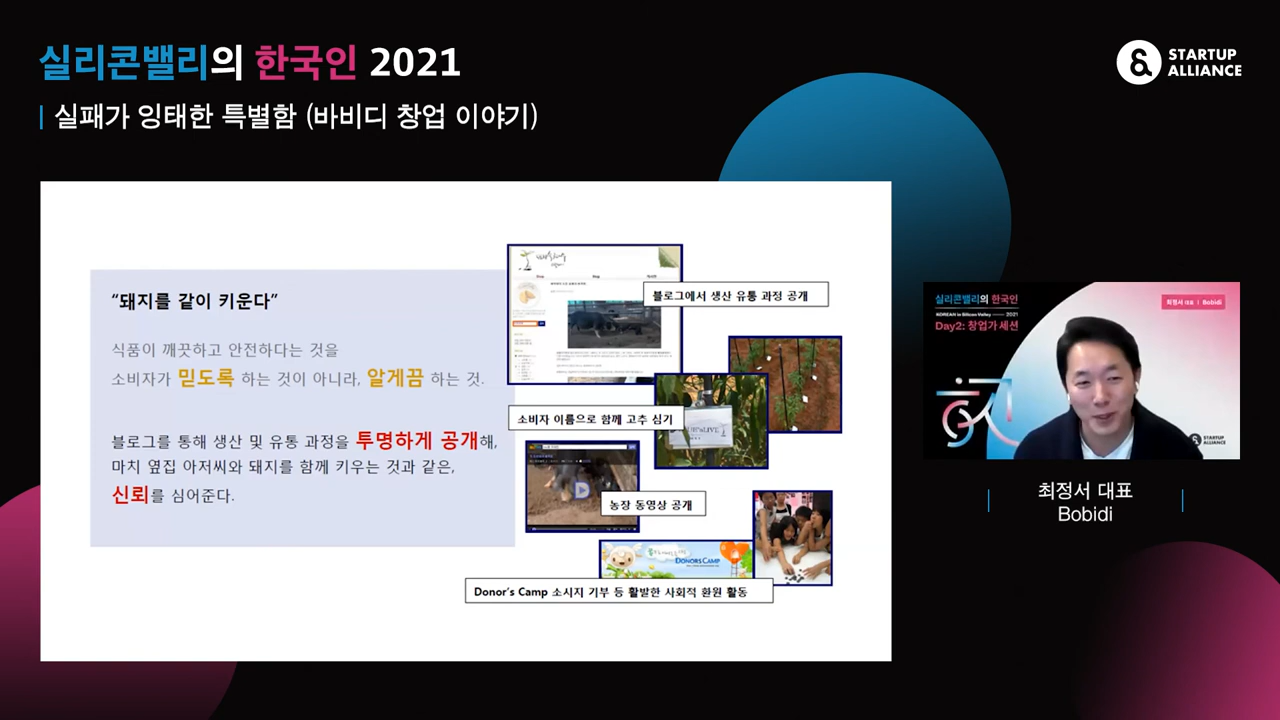 실리콘밸리의 한국인 2021
실패가 잉태한 특별함 (바비디 창업 이야기)
STARTUP
ALLIANCE
“돼지를 같이 키운다”
식품이 깨끗하고 안전하다는 것을
소비자가 믿도록 하는 것이 아니라, 알게끔 하는 것.
블로그를 통해 생산 및 유통 과정을 투명하게 공개해,
마치 옆집 아저씨와 돼지를 함께 키우는 것과 같은,
신뢰를 심어준다.
블로그에서 생산 유통 과정 공개
소비자 이름으로 함께 고추 심기
농장 동영상 공개
DONORS CAMP
Donor’s Camp 소시지 기부 등 활발한 사회적 환원 활동
실리콘밸리의 한국인
KOREAN in Silicon Valley 2021
Day2: 창업가 세션
최정서 대표 | Bobidi
STARTUP
ALLIANCE
최정서 대표
Bobidi